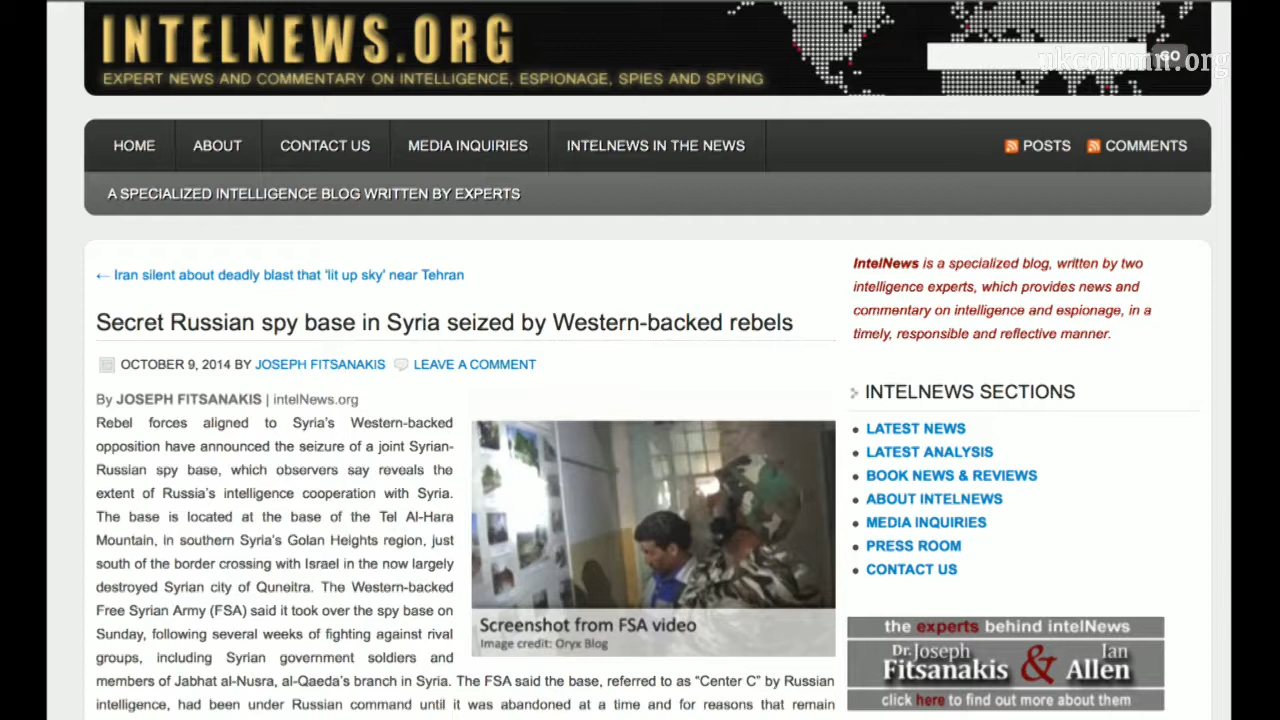 INTELNEWS.ORG
EXPERT NEWS AND COMMENTARY ON INTELLIGENCE, ESPIONAGE, SPIES AND SPYING
GO
ukcolumn.org
HOME
ABOUT
CONTACT US
MEDIA INQUIRIES
INTELNEWS IN THE NEWS
POSTS
COMMENTS
A SPECIALIZED INTELLIGENCE BLOG WRITTEN BY EXPERTS
← Iran silent about deadly blast that 'lit up sky' near Tehran
Secret Russian spy base in Syria seized by Western-backed rebels
OCTOBER 9, 2014 BY JOSEPH FITSANAKIS LEAVE A COMMENT
By JOSEPH FITSANAKIS | intelNews.org
Rebel forces aligned to Syria's Western-backed
opposition have announced the seizure of a joint Syrian-
Russian spy base, which observers say reveals the
extent of Russia's intelligence cooperation with Syria.
The base is located at the base of the Tel Al-Hara
Mountain, in southern Syria's Golan Heights region, just
south of the border crossing with Israel in the now largely
destroyed Syrian city of Quneitra. The Western-backed
Free Syrian Army (FSA) said it took over the spy base on
Sunday, following several weeks of fighting against rival
groups, including Syrian government soldiers and
members of Jabhat al-Nusra, al-Qaeda's branch in Syria. The FSA said the base, referred to as "Center C" by Russian
intelligence, had been under Russian command until it was abandoned at a time and for reasons that remain
Screenshot from FSA video
Image credit: Oryx Blog
IntelNews is a specialized blog, written by two
intelligence experts, which provides news and
commentary on intelligence and espionage, in a
timely, responsible and reflective manner.
INTELNEWS SECTIONS
LATEST NEWS
LATEST ANALYSIS
BOOK NEWS & REVIEWS
ABOUT INTELNEWS
MEDIA INQUIRIES
PRESS ROOM
CONTACT US
the experts behind intelNews
Dr. Joseph Fitsanakis & Ian Allen
click here to find out more about them